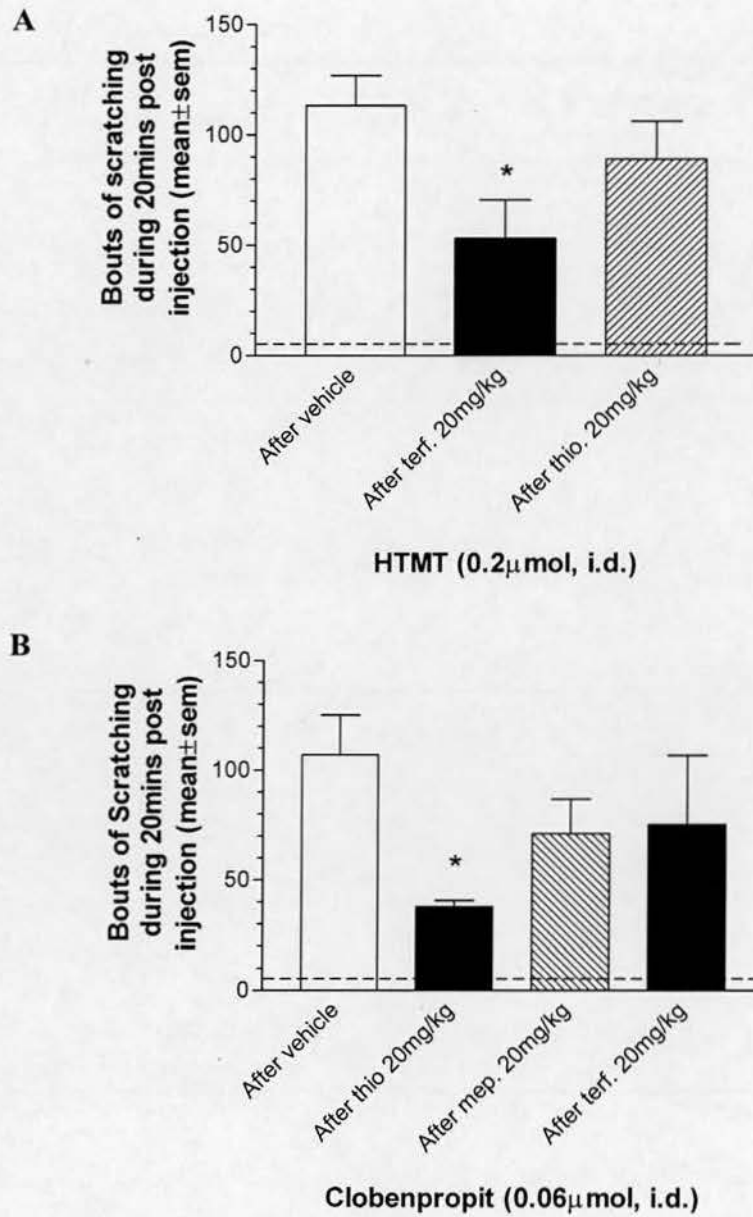 A
Bouts of scratching
during 20mins post
injection (mean±sem)
150
100
50
0
*
After vehicle
After terf. 20mg/kg
After thio. 20mg/kg
HTMT (0.2μmol, i.d.)
B
Bouts of Scratching
during 20mins post
injection (mean±sem)
150
100
50
0
*
After vehicle
After thio 20mg/kg
After mep. 20mg/kg
After terf. 20mg/kg
Clobenpropit (0.06μmol, i.d.)